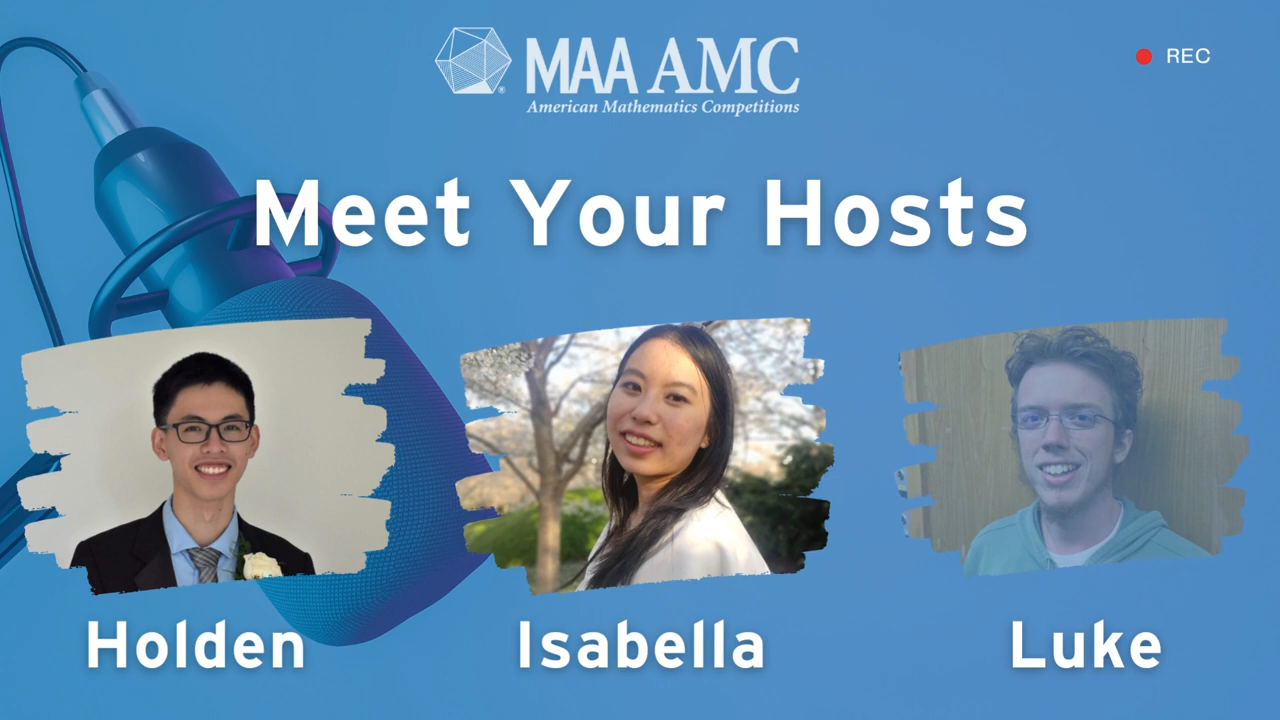 MAA AMC
American Mathematics Competitions
REC
Meet Your Hosts
Holden
Isabella
Luke